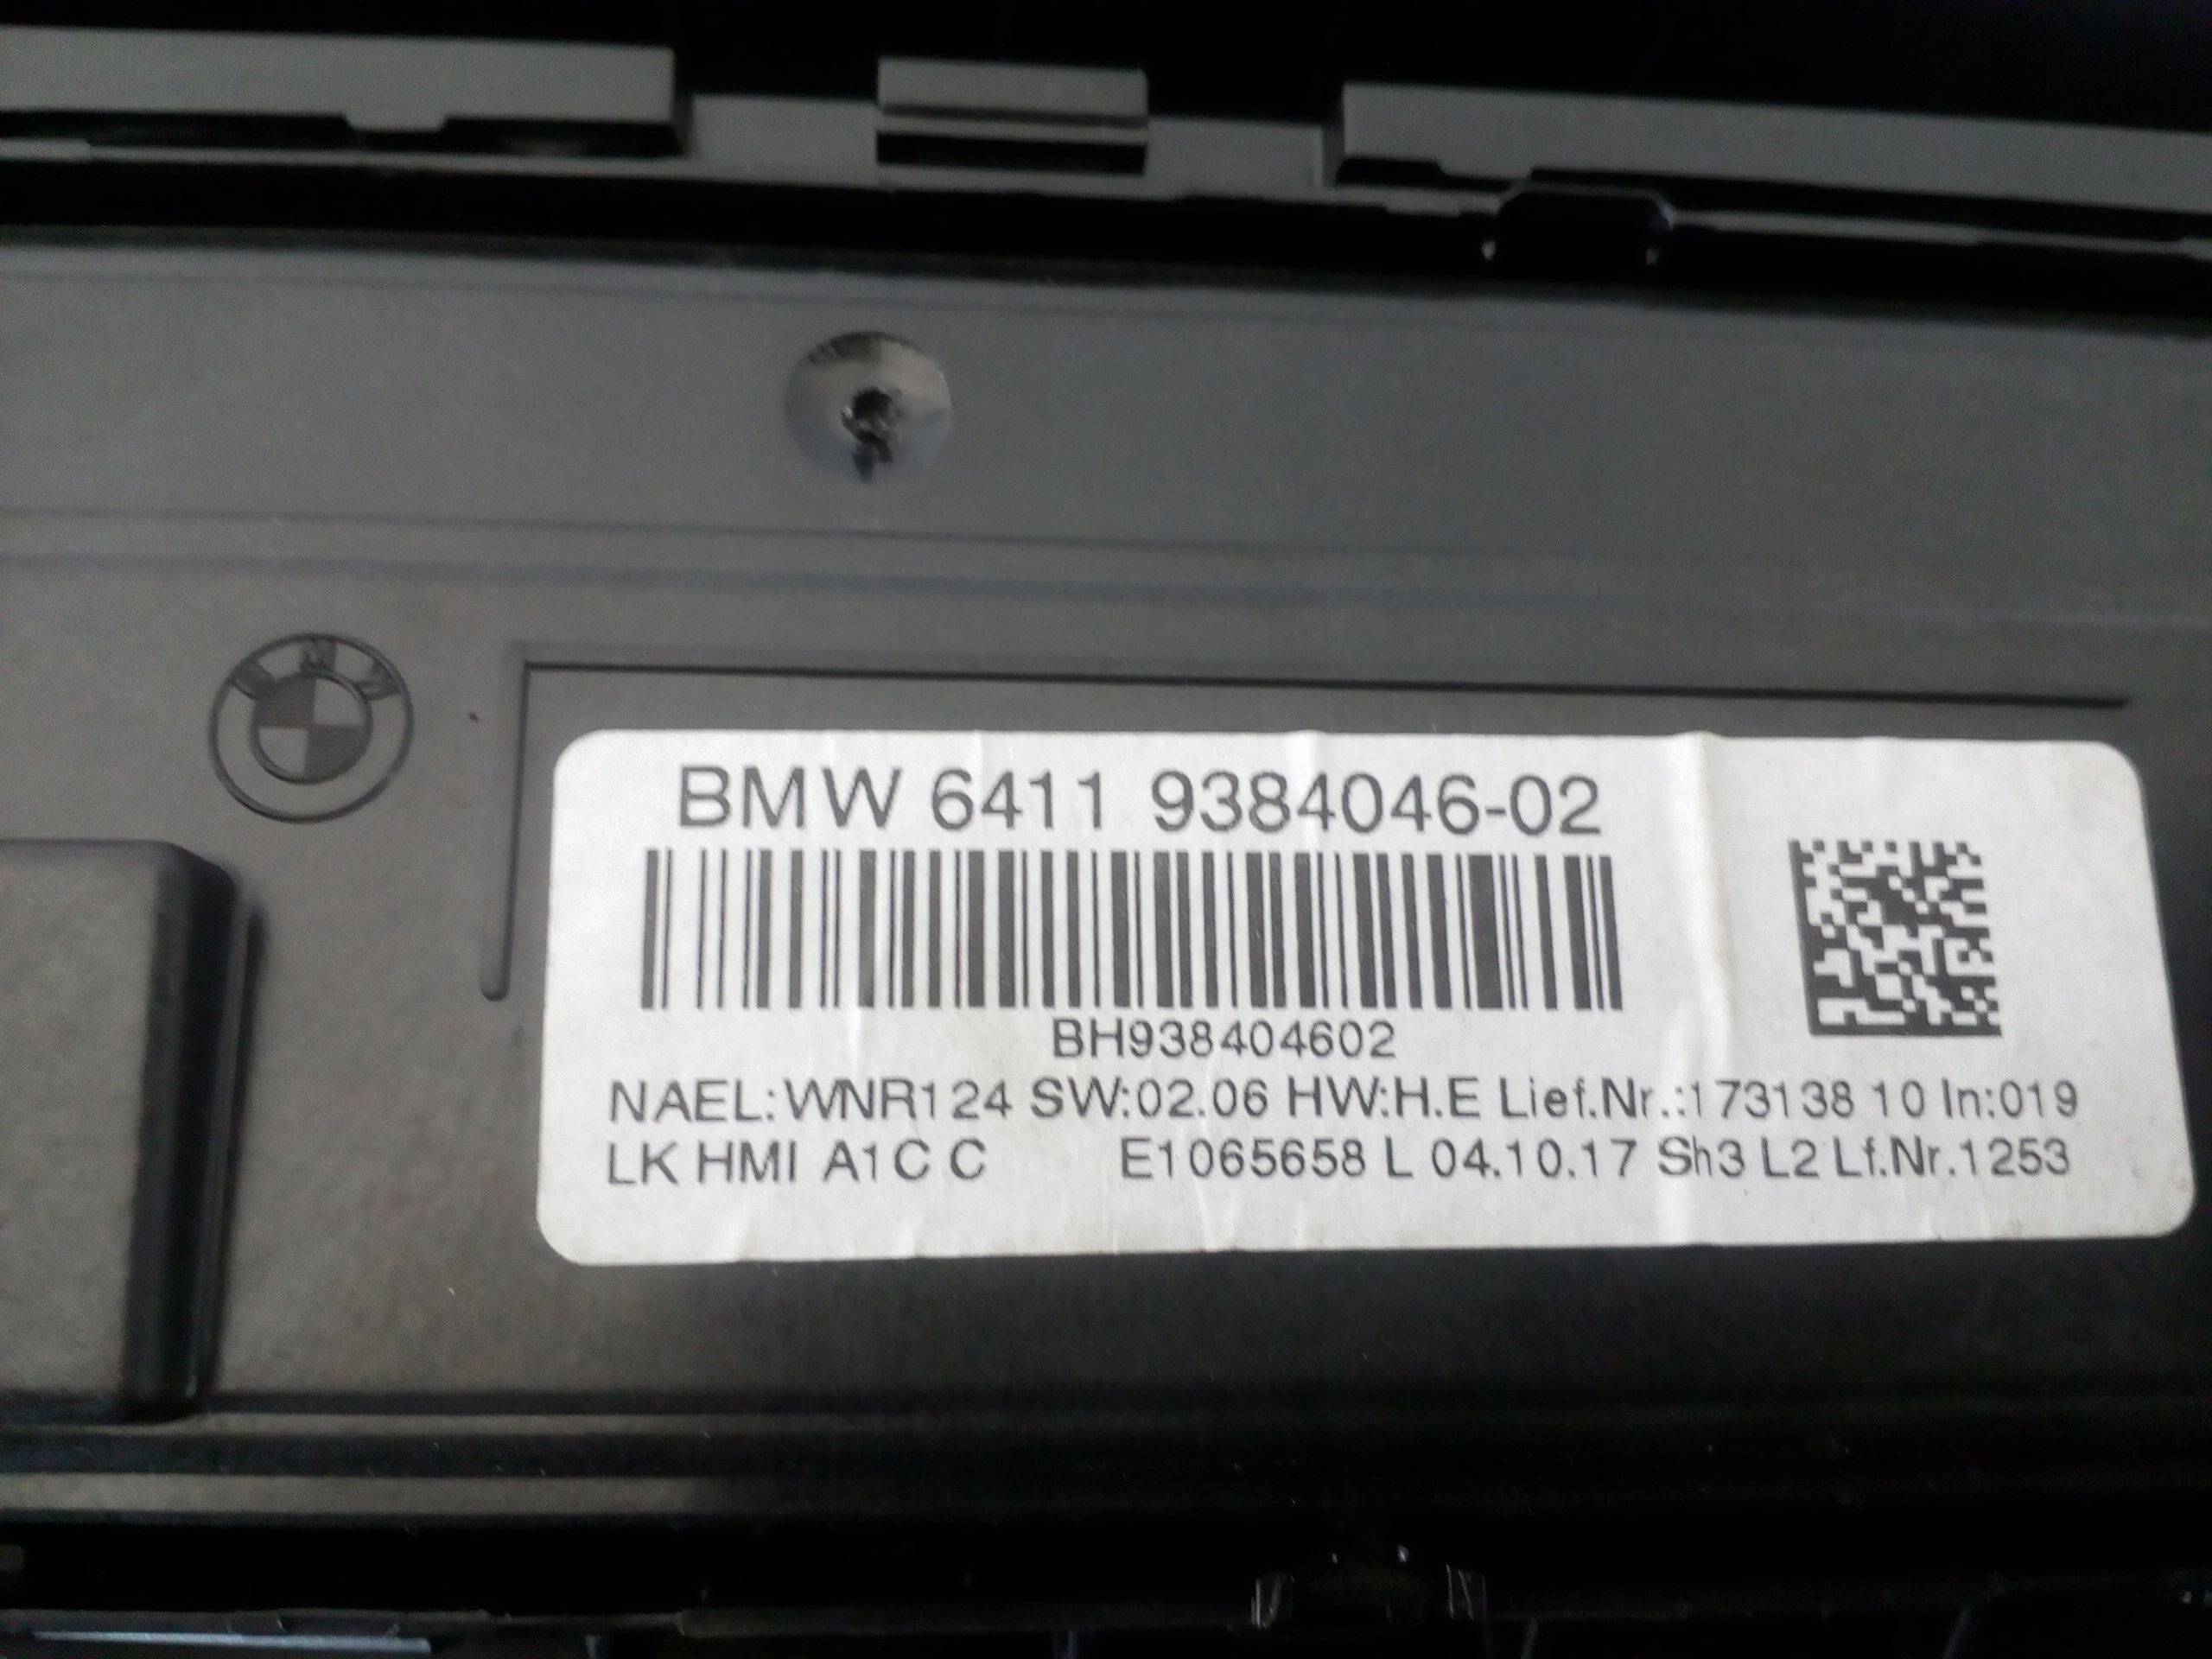 BMW
BMW 6411 9384046-02
BH938404602
NAEL:WNR124 SW:02.06 HW:H.E Lief.Nr.:173138 10 In:019
LK HMI A1C C E1065658 L 04.10.17 Sh3 L2 Lf.Nr.1253